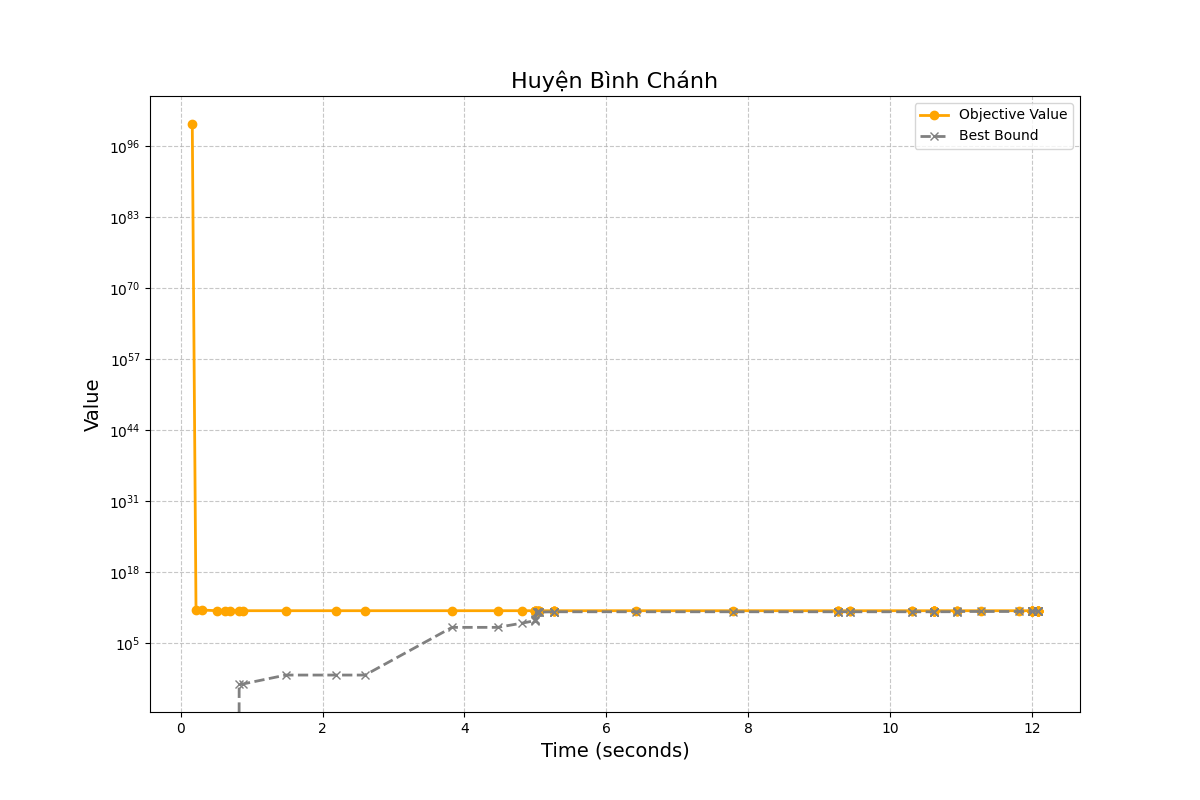 Huyện Bình Chánh
Objective Value
Best Bound
10^96
10^83
10^70
10^57
10^44
10^31
10^18
10^5
Value
0 2 4 6 8 10 12
Time (seconds)